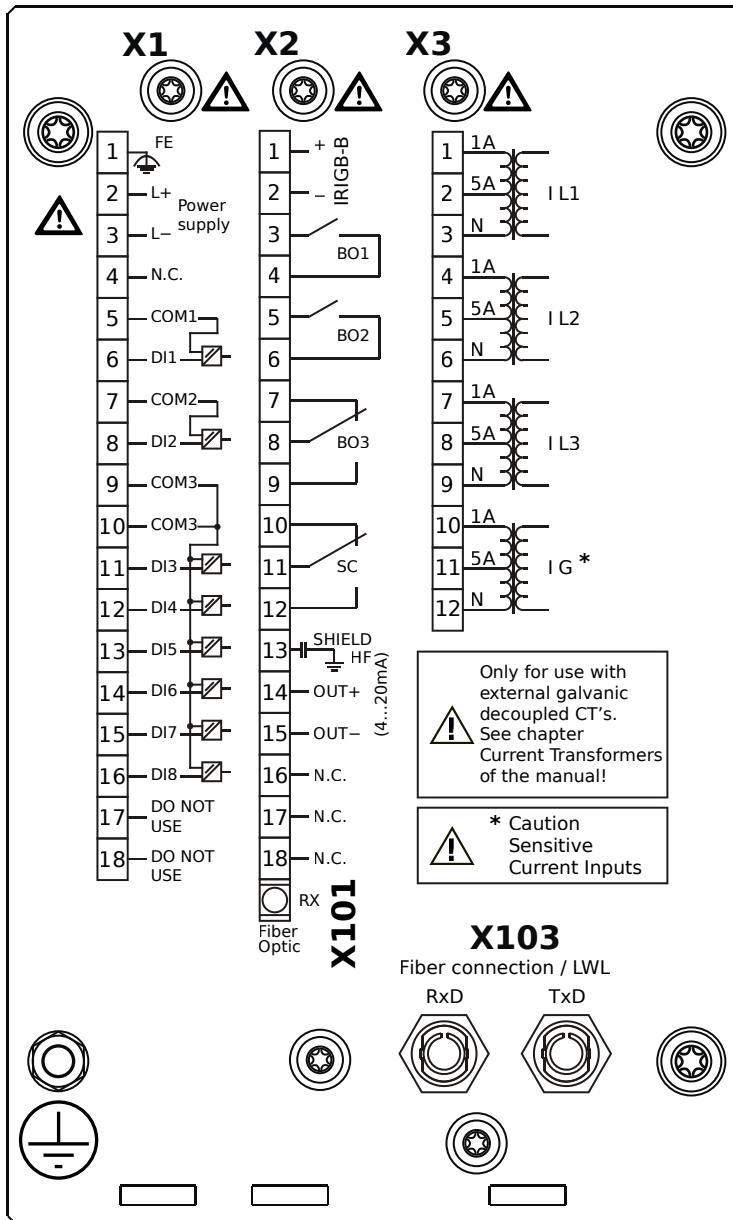 X1
X2
X3
1 FE
2 L+
Power
supply
3 L−
4 N.C.
5 COM1
6 DI1
7 COM2
8 DI2
9 COM3
10 COM3
11 DI3
12 DI4
13 DI5
14 DI6
15 DI7
16 DI8
17 DO NOT
USE
18 DO NOT
USE
1 +
IRIGB-B
2 −
3
BO1
4
5
BO2
6
7
8 BO3
9
10
11 SC
12
13 SHIELD
HF
14 OUT+
(4...20mA)
15 OUT−
16 N.C.
17 N.C.
18 N.C.
RX
Fiber
Optic
X101
1 1A
2 5A I L1
3 N
4 1A
5 5A I L2
6 N
7 1A
8 5A I L3
9 N
10 1A
11 5A I G *
12 N
!
!
!
!
! Only for use with
external galvanic
decoupled CT's.
See chapter
Current Transformers
of the manual!
! * Caution
Sensitive
Current Inputs
X103
Fiber connection / LWL
RxD TxD